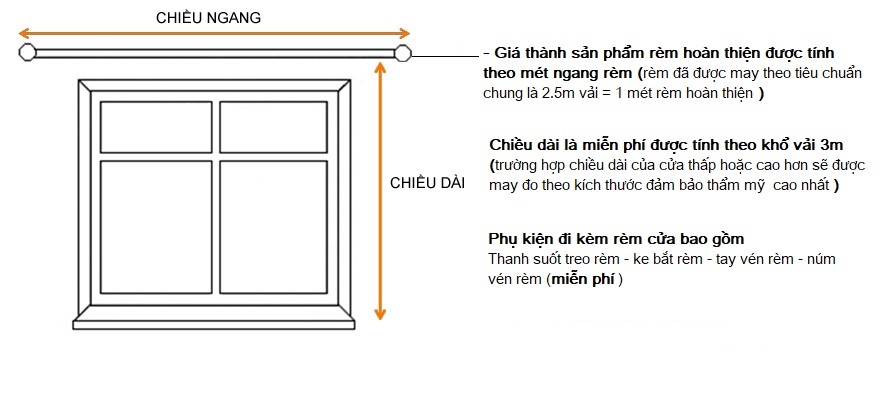 CHIỀU NGANG
- Giá thành sản phẩm rèm hoàn thiện được tính
theo mét ngang rèm (rèm đã được may theo tiêu chuẩn
chung là 2.5m vải = 1 mét rèm hoàn thiện )
Chiều dài là miễn phí được tính theo khổ vải 3m
(trường hợp chiều dài của cửa thấp hoặc cao hơn sẽ được
may đo theo kích thước đảm bảo thẩm mỹ cao nhất )
CHIỀU DÀI
Phụ kiện đi kèm rèm cửa bao gồm
Thanh suốt treo rèm - ke bắt rèm - tay vén rèm - núm
vén rèm (miễn phí )